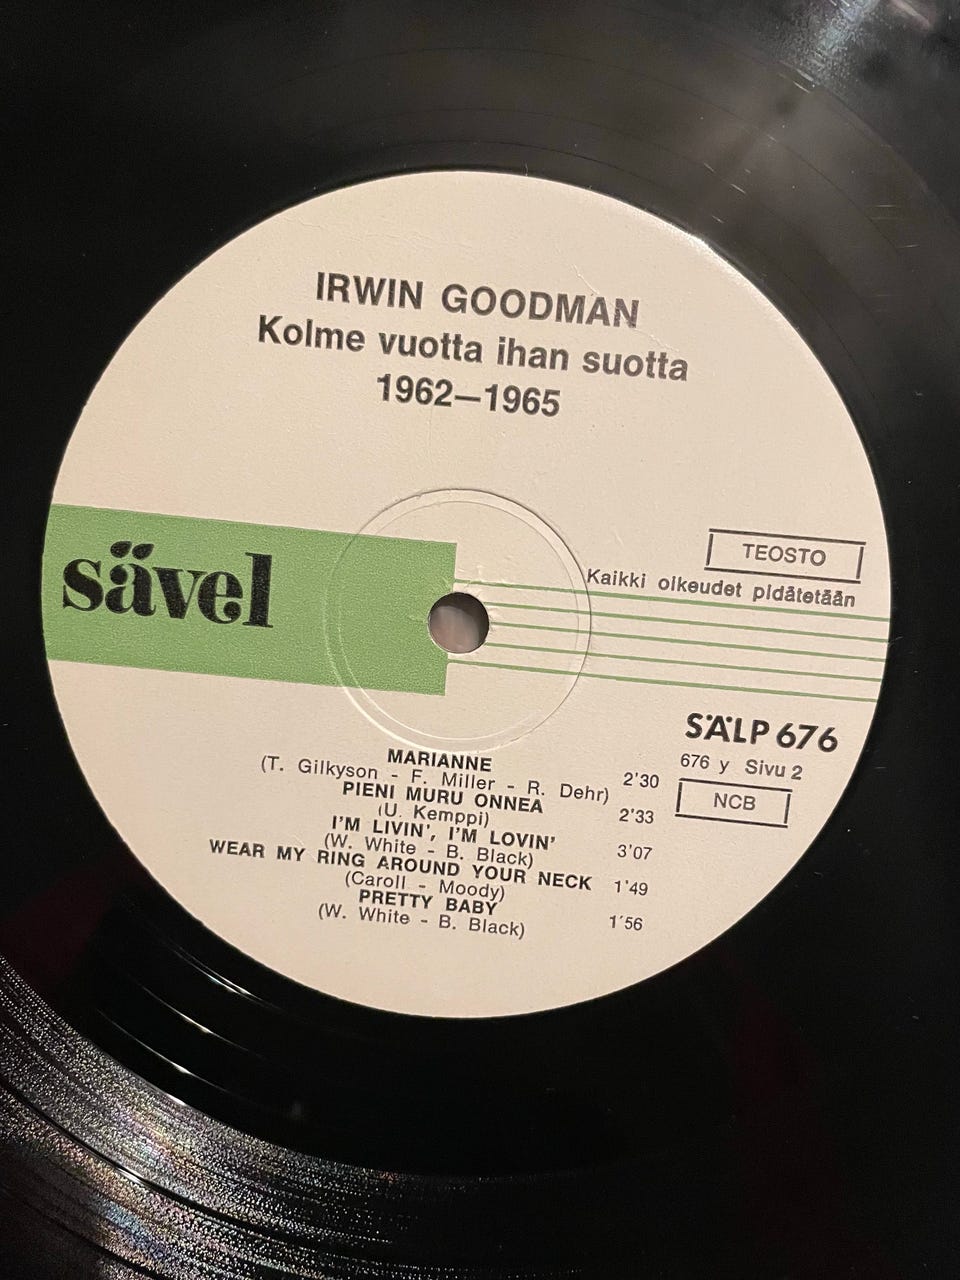 IRWIN GOODMAN
Kolme vuotta ihan suotta
1962—1965
sävel
TEOSTO
Kaikki oikeudet pidätetään
SÄLP 676
676 y Sivu 2
NCB
MARIANNE
(T. Gilkyson - F. Miller - R. Dehr) 2'30
PIENI MURU ONNEA
(U. Kemppi) 2'33
I'M LIVIN', I'M LOVIN'
(W. White - B. Black) 3'07
WEAR MY RING AROUND YOUR NECK
(Caroll - Moody) 1'49
PRETTY BABY
(W. White - B. Black) 1'56